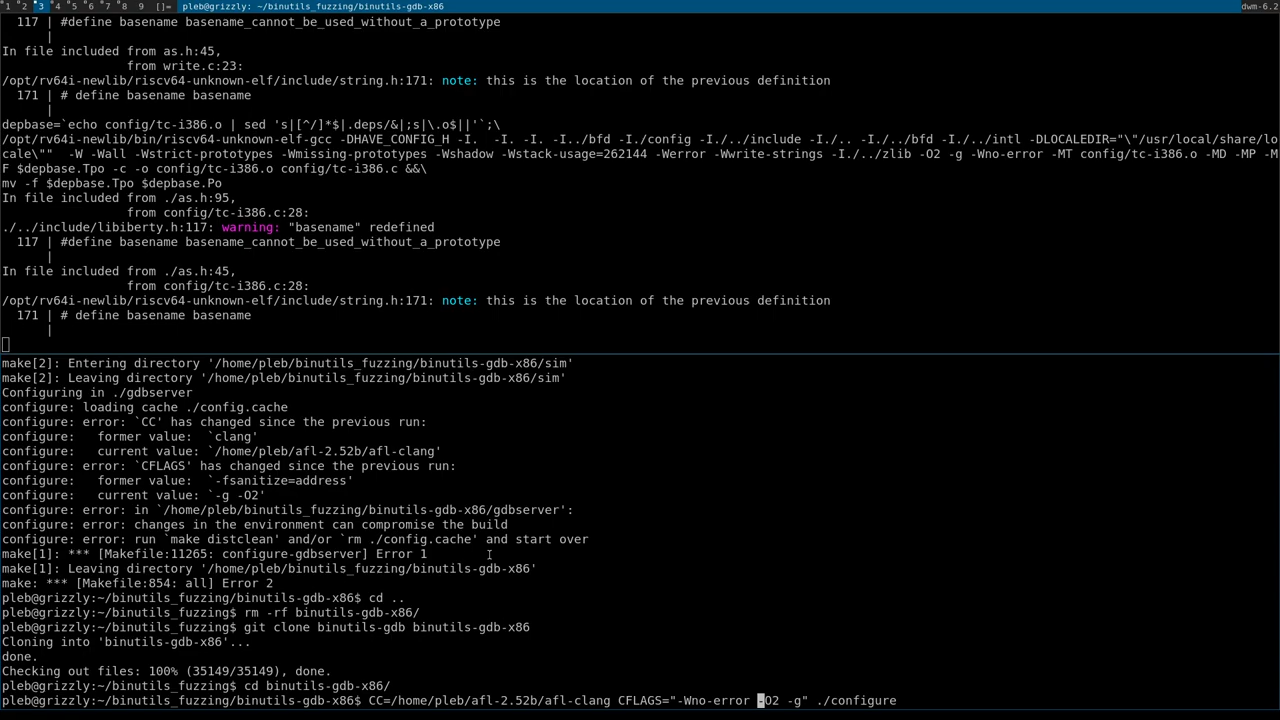 1 2 3 4 5 6 7 8 9 []= pleb@grizzly: ~/binutils_fuzzing/binutils-gdb-x86 dwm-6.2
117 | #define basename basename_cannot_be_used_without_a_prototype
|
In file included from as.h:45,
from write.c:23:
/opt/rv64i-newlib/riscv64-unknown-elf/include/string.h:171: note: this is the location of the previous definition
171 | # define basename basename
|
depbase=`echo config/tc-i386.o | sed 's|[^/]*$|.deps/&|;s|\.o$||'`;\
/opt/rv64i-newlib/bin/riscv64-unknown-elf-gcc -DHAVE_CONFIG_H -I.  -I. -I. -I../bfd -I./config -I./../include -I./.. -I./../bfd -I./../intl -DLOCALEDIR="\"/usr/local/share/lo
cale\""  -W -Wall -Wstrict-prototypes -Wmissing-prototypes -Wshadow -Wstack-usage=262144 -Werror -Wwrite-strings -I./../zlib -O2 -g -Wno-error -MT config/tc-i386.o -MD -MP -M
F $depbase.Tpo -c -o config/tc-i386.o config/tc-i386.c &&\
mv -f $depbase.Tpo $depbase.Po
In file included from ./as.h:95,
from config/tc-i386.c:28:
./../include/libiberty.h:117: warning: "basename" redefined
117 | #define basename basename_cannot_be_used_without_a_prototype
|
In file included from ./as.h:45,
from config/tc-i386.c:28:
/opt/rv64i-newlib/riscv64-unknown-elf/include/string.h:171: note: this is the location of the previous definition
171 | # define basename basename
|
make[2]: Entering directory '/home/pleb/binutils_fuzzing/binutils-gdb-x86/sim'
make[2]: Leaving directory '/home/pleb/binutils_fuzzing/binutils-gdb-x86/sim'
Configuring in ./gdbserver
configure: loading cache ./config.cache
configure: error: `CC' has changed since the previous run:
configure:   former value:  `clang'
configure:   current value: `/home/pleb/afl-2.52b/afl-clang'
configure: error: `CFLAGS' has changed since the previous run:
configure:   former value:  `-fsanitize=address'
configure:   current value: `-g -O2'
configure: error: in `/home/pleb/binutils_fuzzing/binutils-gdb-x86/gdbserver':
configure: error: changes in the environment can compromise the build
configure: error: run `make distclean' and/or `rm ./config.cache' and start over
make[1]: *** [Makefile:11265: configure-gdbserver] Error 1
make[1]: Leaving directory '/home/pleb/binutils_fuzzing/binutils-gdb-x86'
make: *** [Makefile:854: all] Error 2
pleb@grizzly:~/binutils_fuzzing/binutils-gdb-x86$ cd ..
pleb@grizzly:~/binutils_fuzzing$ rm -rf binutils-gdb-x86/
pleb@grizzly:~/binutils_fuzzing$ git clone binutils-gdb binutils-gdb-x86
Cloning into 'binutils-gdb-x86'...
done.
Checking out files: 100% (35149/35149), done.
pleb@grizzly:~/binutils_fuzzing$ cd binutils-gdb-x86/
pleb@grizzly:~/binutils_fuzzing/binutils-gdb-x86$ CC=/home/pleb/afl-2.52b/afl-clang CFLAGS="-Wno-error -O2 -g" ./configure